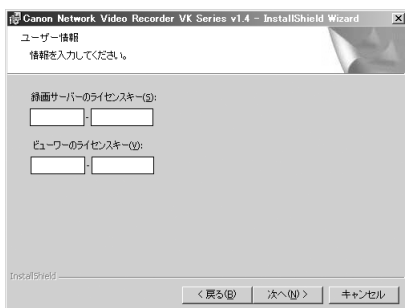 Canon Network Video Recorder VK Series v1.4 - InstallShield Wizard
ユーザー情報
情報を入力してください。
録画サーバーのライセンスキー(S):
-
ビューワーのライセンスキー(V):
-
InstallShield
< 戻る(B) 次へ(N) > キャンセル